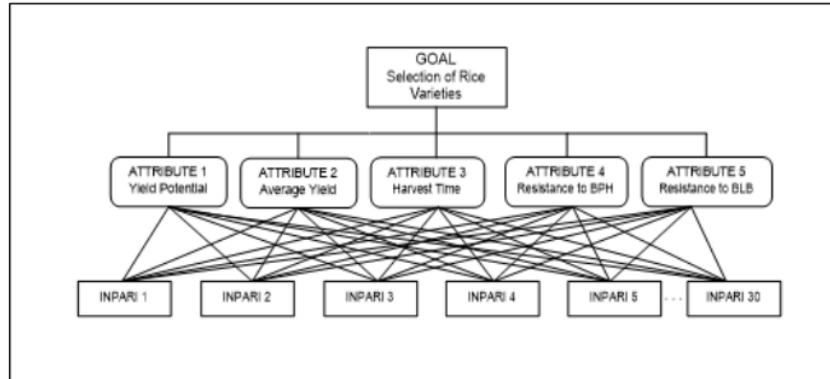 GOAL
Selection of Rice
Varieties
ATTRIBUTE 1
Yield Potential
ATTRIBUTE 2
Average Yield
ATTRIBUTE 3
Harvest Time
ATTRIBUTE 4
Resistance to BPH
ATTRIBUTE 5
Resistance to BLB
INPARI 1
INPARI 2
INPARI 3
INPARI 4
INPARI 5
. . .
INPARI 30